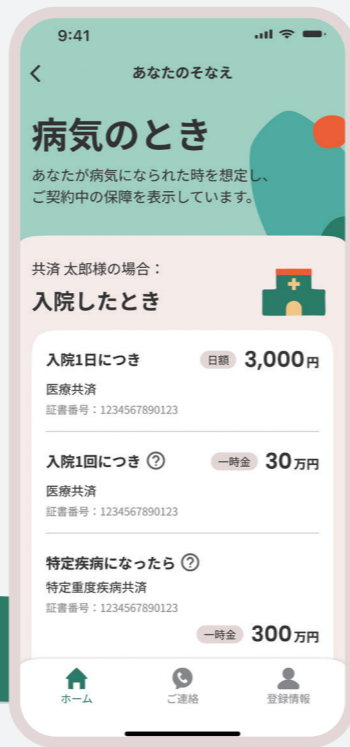 9:41
あなたのそなえ
病気のとき
あなたが病気になられた時を想定し、
ご契約中の保障を表示しています。
共済 太郎様の場合：
入院したとき
入院1日につき 日額 3,000円
医療共済
証書番号：1234567890123
入院1回につき ? 一時金 30万円
医療共済
証書番号：1234567890123
特定疾病になったら ?
特定重度疾病共済
証書番号：1234567890123
一時金 300万円
ホーム ご連絡 登録情報